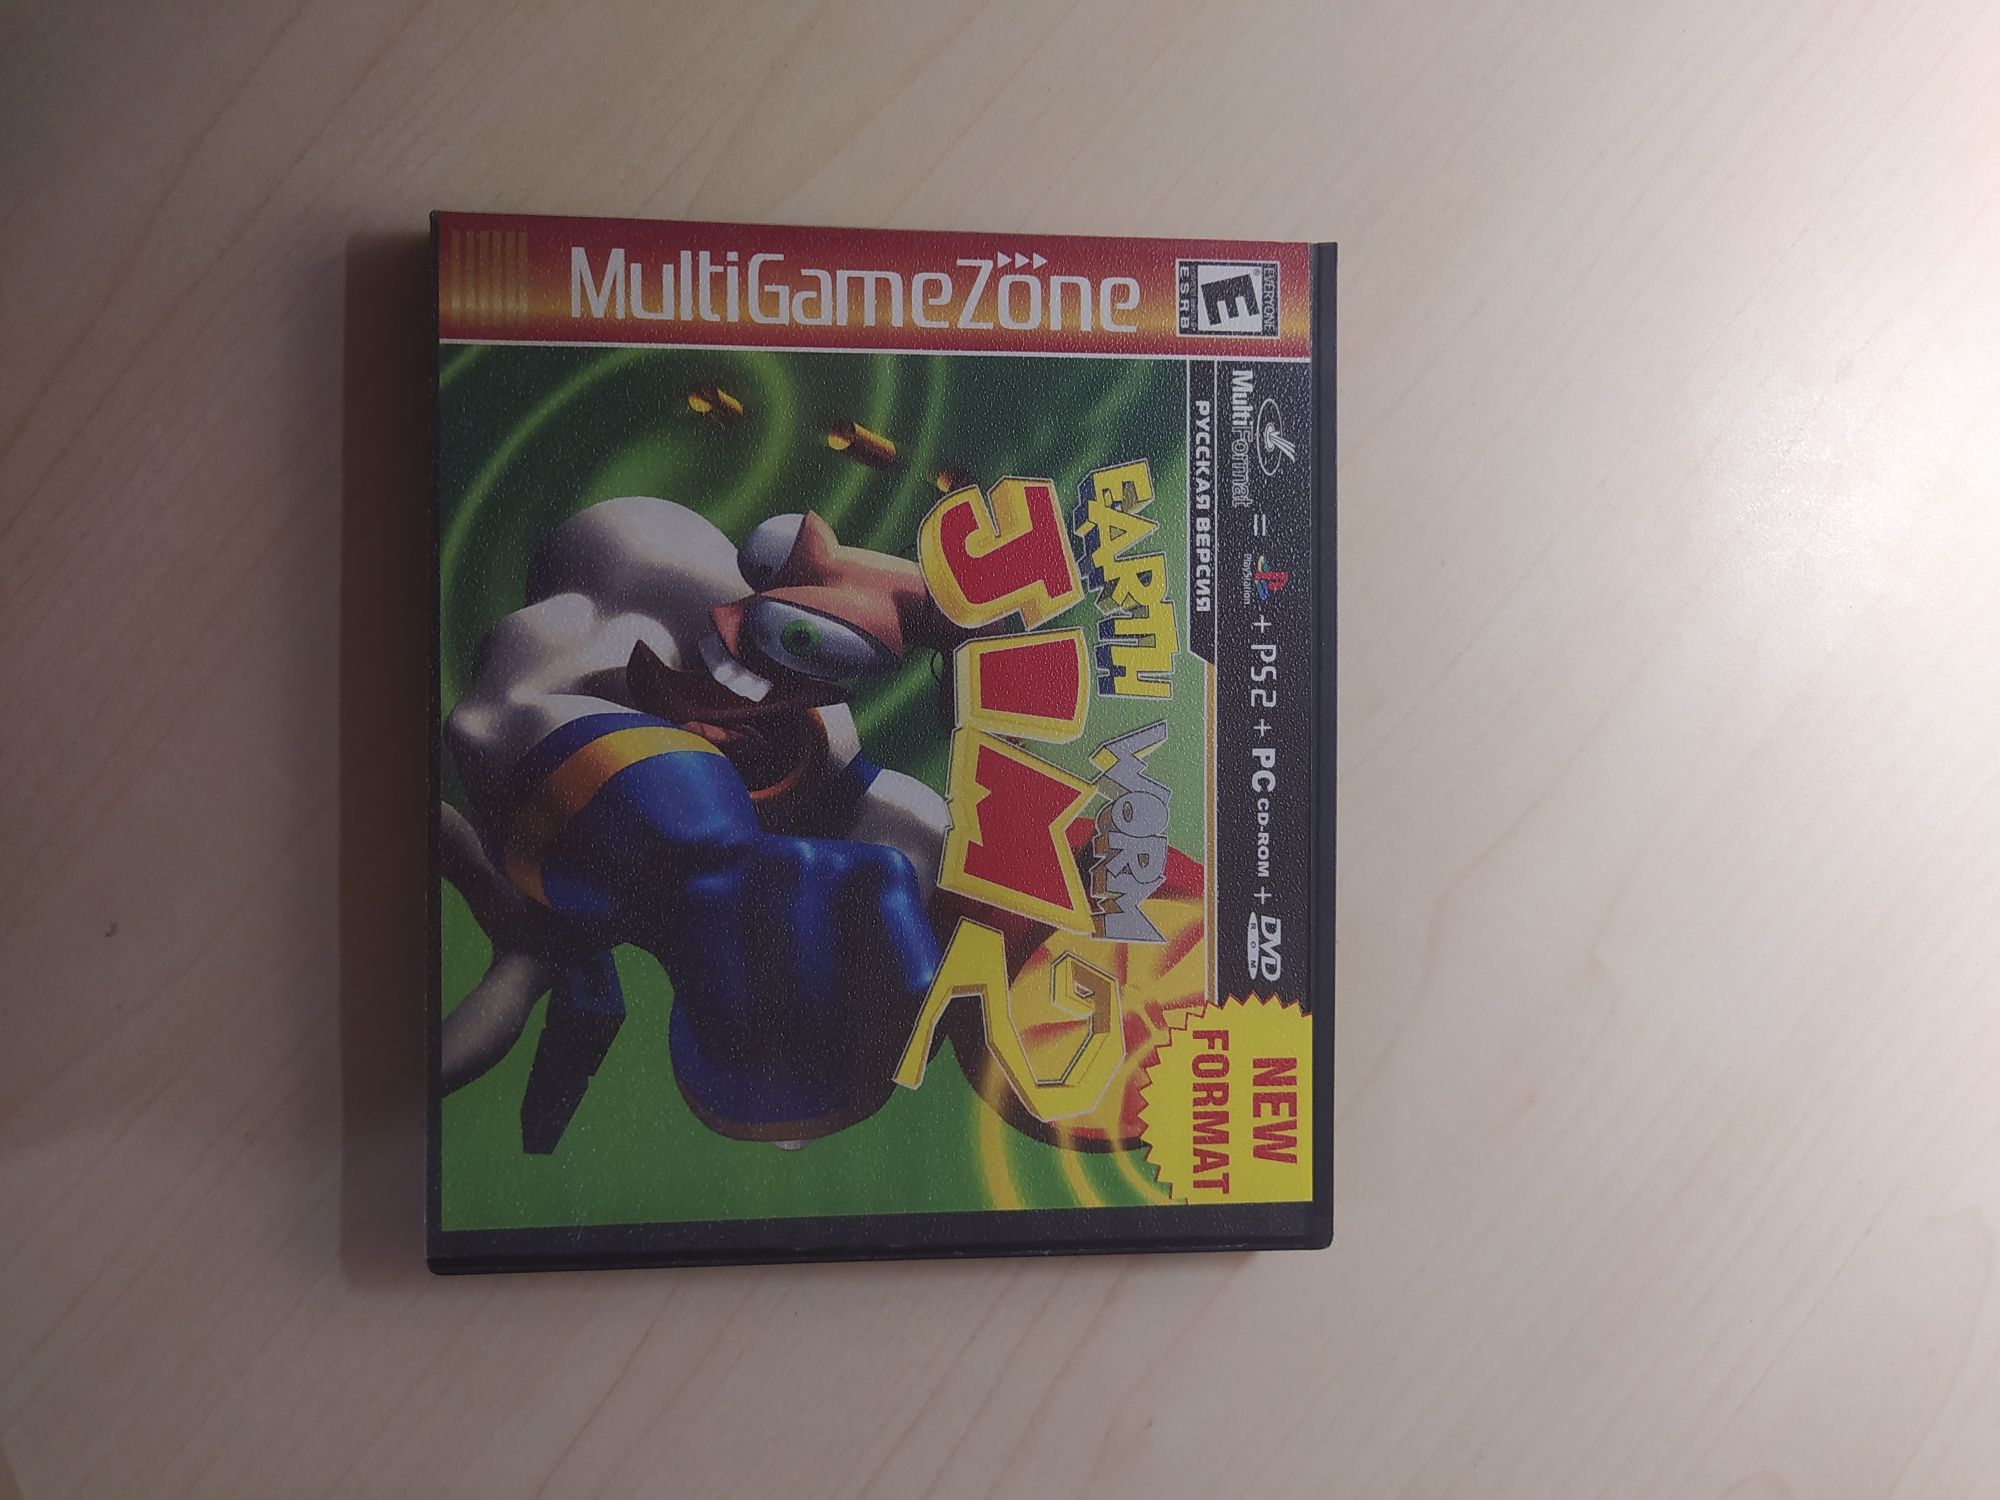 MultiGameZone
EVERYONE
E
ESRB
MultiFormat = PlayStation + PS2 + PC CD-ROM + DVD ROM
РУССКАЯ ВЕРСИЯ
NEW
FORMAT
EARTH WORM
JIM 2